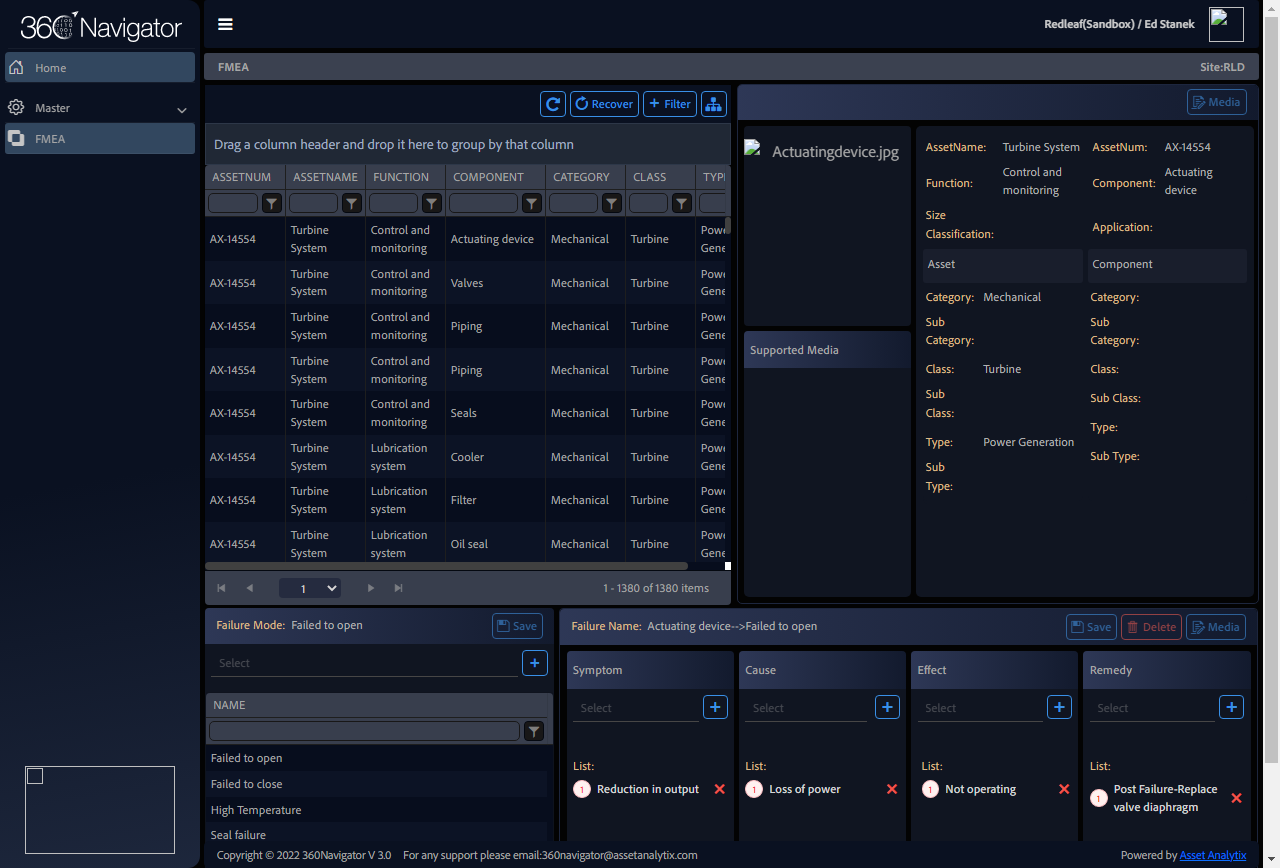 360 Navigator
Redleaf(Sandbox) / Ed Stanek
Home
Master
FMEA
FMEA
Site:RLD
Recover
+ Filter
Media
Drag a column header and drop it here to group by that column
ASSETNUM ASSETNAME FUNCTION COMPONENT CATEGORY CLASS TYP
AX-14554 Turbine System Control and monitoring Actuating device Mechanical Turbine Powe Gene
AX-14554 Turbine System Control and monitoring Valves Mechanical Turbine Powe Gene
AX-14554 Turbine System Control and monitoring Piping Mechanical Turbine Powe Gene
AX-14554 Turbine System Control and monitoring Piping Mechanical Turbine Powe Gene
AX-14554 Turbine System Control and monitoring Seals Mechanical Turbine Powe Gene
AX-14554 Turbine System Lubrication system Cooler Mechanical Turbine Powe Gene
AX-14554 Turbine System Lubrication system Filter Mechanical Turbine Powe Gene
AX-14554 Turbine System Lubrication system Oil seal Mechanical Turbine Powe Gene
1
1 - 1380 of 1380 items
Actuatingdevice.jpg
Supported Media
AssetName: Turbine System AssetNum: AX-14554
Function: Control and monitoring Component: Actuating device
Size Classification: Application:
Asset Component
Category: Mechanical Category:
Sub Category: Sub Category:
Class: Turbine Class:
Sub Class: Sub Class:
Type: Power Generation Type:
Sub Type: Sub Type:
Failure Mode: Failed to open
Save
Select
+
NAME
Failed to open
Failed to close
High Temperature
Seal failure
Failure Name: Actuating device-->Failed to open
Save
Delete
Media
Symptom Cause Effect Remedy
Select + Select + Select + Select +
List: List: List: List:
1 Reduction in output 1 Loss of power 1 Not operating 1 Post Failure-Replace valve diaphragm
Copyright © 2022 360Navigator V 3.0 For any support please email:360navigator@assetanalytix.com
Powered by Asset Analytix